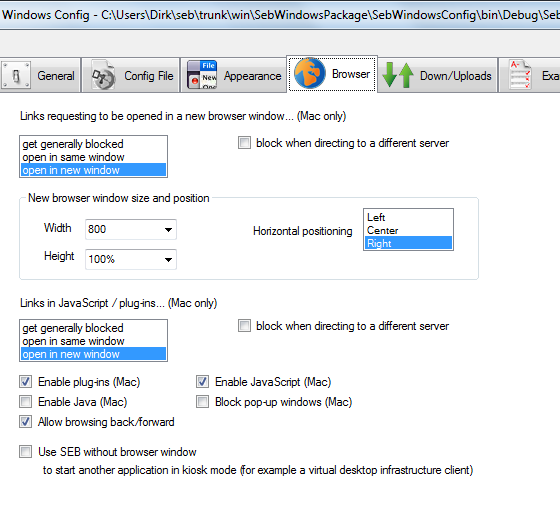 Windows Config - C:\Users\Dirk\seb\trunk\win\SebWindowsPackage\SebWindowsConfig\bin\Debug\Seb
General
Config File
File
New
Appearance
Browser
Down/Uploads
Exa
Links requesting to be opened in a new browser window... (Mac only)
get generally blocked
open in same window
open in new window
block when directing to a different server
New browser window size and position
Width 800
Height 100%
Horizontal positioning
Left
Center
Right
Links in JavaScript / plug-ins... (Mac only)
get generally blocked
open in same window
open in new window
block when directing to a different server
Enable plug-ins (Mac)
Enable JavaScript (Mac)
Enable Java (Mac)
Block pop-up windows (Mac)
Allow browsing back/forward
Use SEB without browser window
to start another application in kiosk mode (for example a virtual desktop infrastructure client)